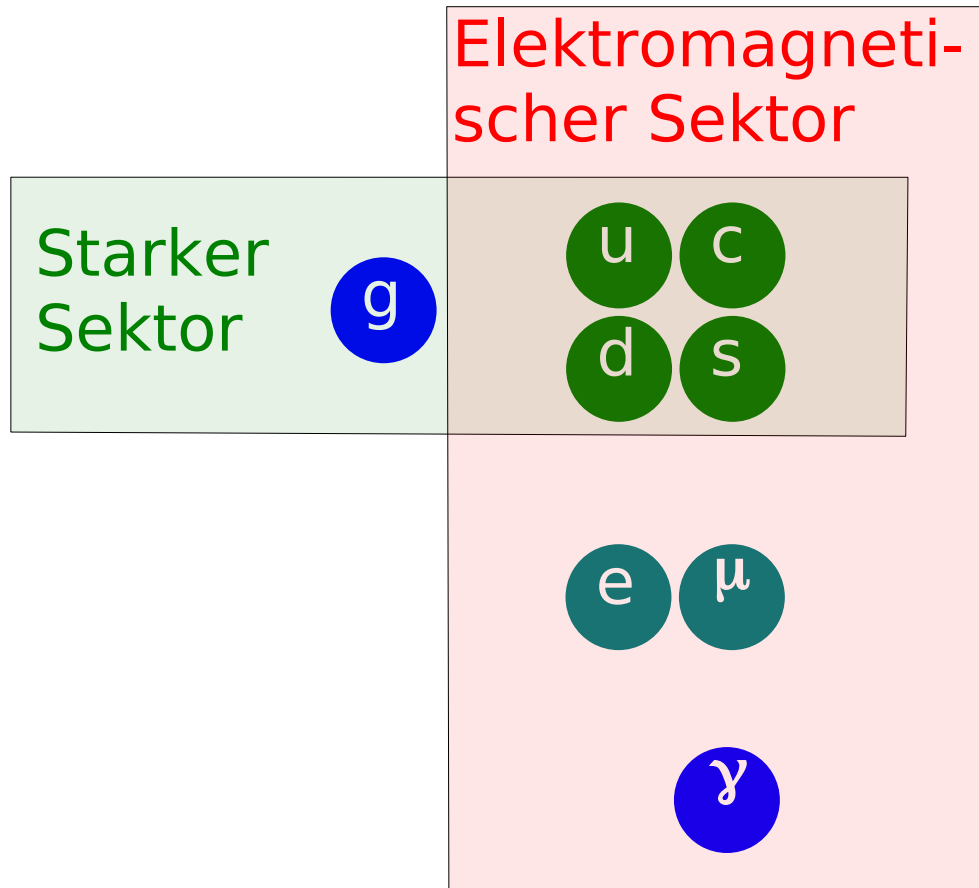 Elektromagneti-
scher Sektor
Starker
Sektor
g
u c
d s
e μ
γ